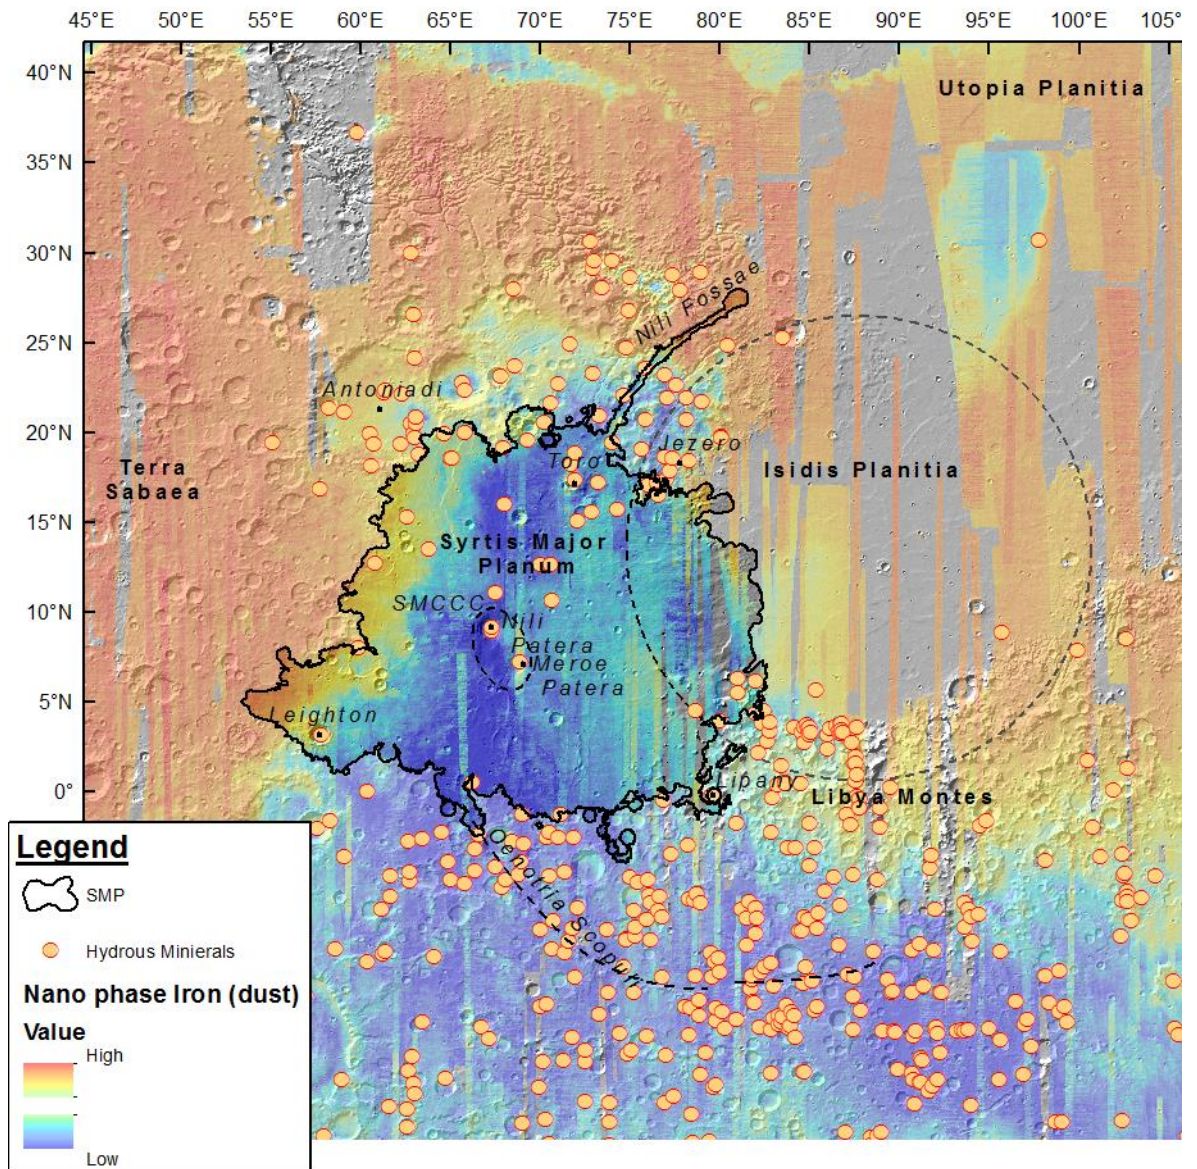 45°E 50°E 55°E 60°E 65°E 70°E 75°E 80°E 85°E 90°E 95°E 100°E 105°
40°N
Utopia Planitia
35°N
30°N
Nili Fossae
25°N
Antoniadi
20°N
Terra
Sabaea
Toro
Jezero
Isidis Planitia
15°N
Syrtis Major
Planum
10°N
SMCCC
Nili
Patera
Meroe
Patera
5°N
Leighton
0°
Lipany
Libya Montes
Oenotria Scopuli
Legend
SMP
Hydrous Minierals
Nano phase Iron (dust)
Value
High
Low